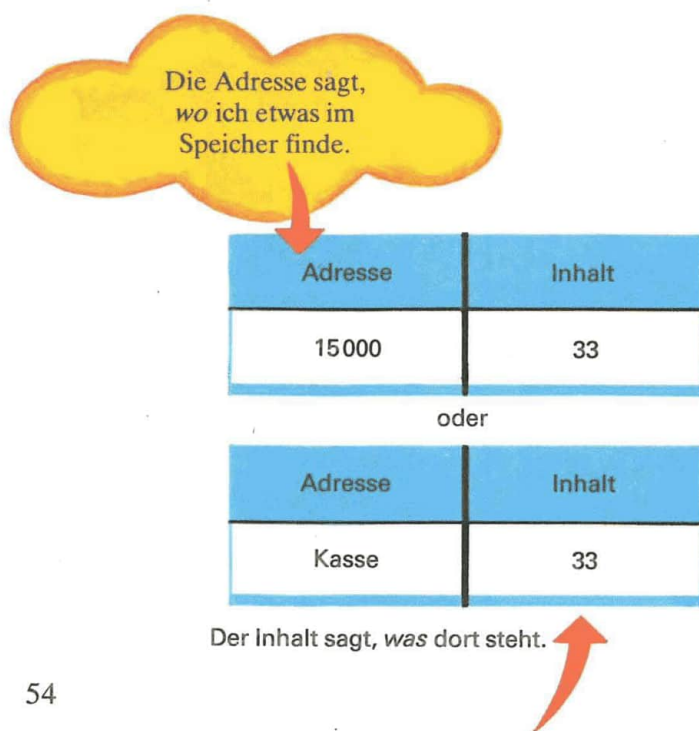 Die Adresse sagt,
wo ich etwas im
Speicher finde.
Adresse Inhalt
15000 33
oder
Adresse Inhalt
Kasse 33
Der Inhalt sagt, was dort steht.
54